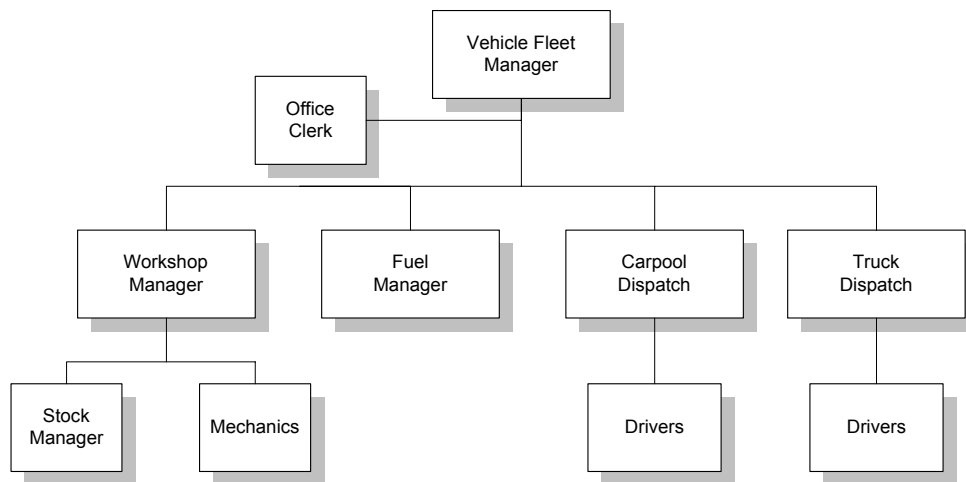 Vehicle Fleet
Manager
Office
Clerk
Workshop
Manager
Fuel
Manager
Carpool
Dispatch
Truck
Dispatch
Stock
Manager
Mechanics
Drivers
Drivers